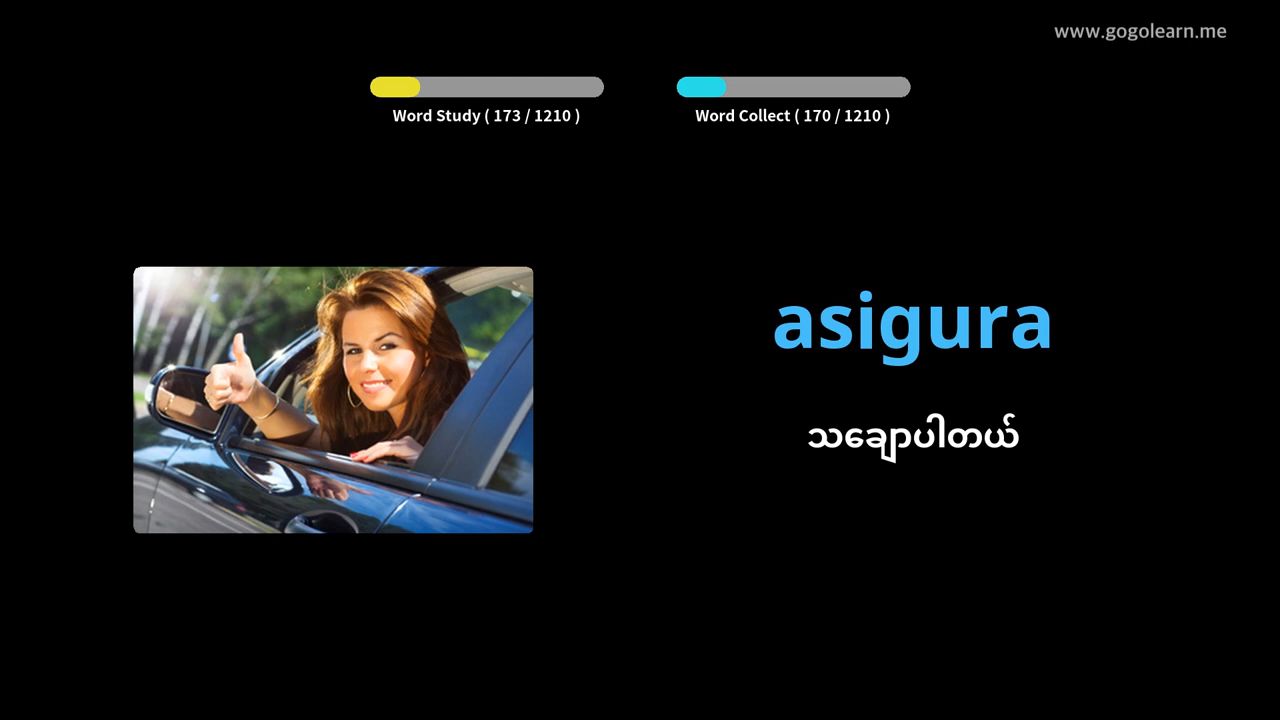 www.gogolearn.me
Word Study ( 173 / 1210 )
Word Collect ( 170 / 1210 )
asigura
သချောပါတယ်